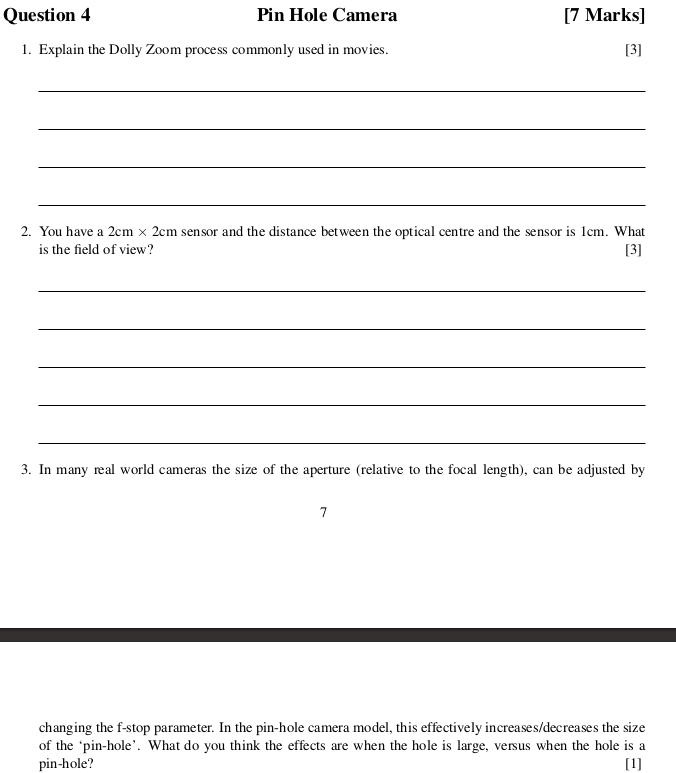 Question 4 Pin Hole Camera [7 Marks]
1. Explain the Dolly Zoom process commonly used in movies. [3]
2. You have a 2cm × 2cm sensor and the distance between the optical centre and the sensor is 1cm. What
is the field of view? [3]
3. In many real world cameras the size of the aperture (relative to the focal length), can be adjusted by
7
changing the f-stop parameter. In the pin-hole camera model, this effectively increases/decreases the size
of the ‘pin-hole’. What do you think the effects are when the hole is large, versus when the hole is a
pin-hole? [1]